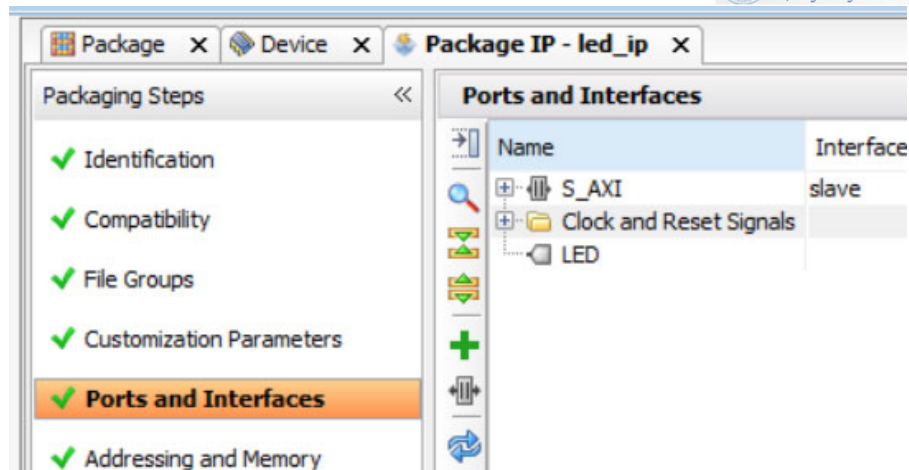 Package Device Package IP - led_ip
Packaging Steps
Identification
Compatibility
File Groups
Customization Parameters
Ports and Interfaces
Addressing and Memory
Ports and Interfaces
Name Interface
S_AXI slave
Clock and Reset Signals
LED